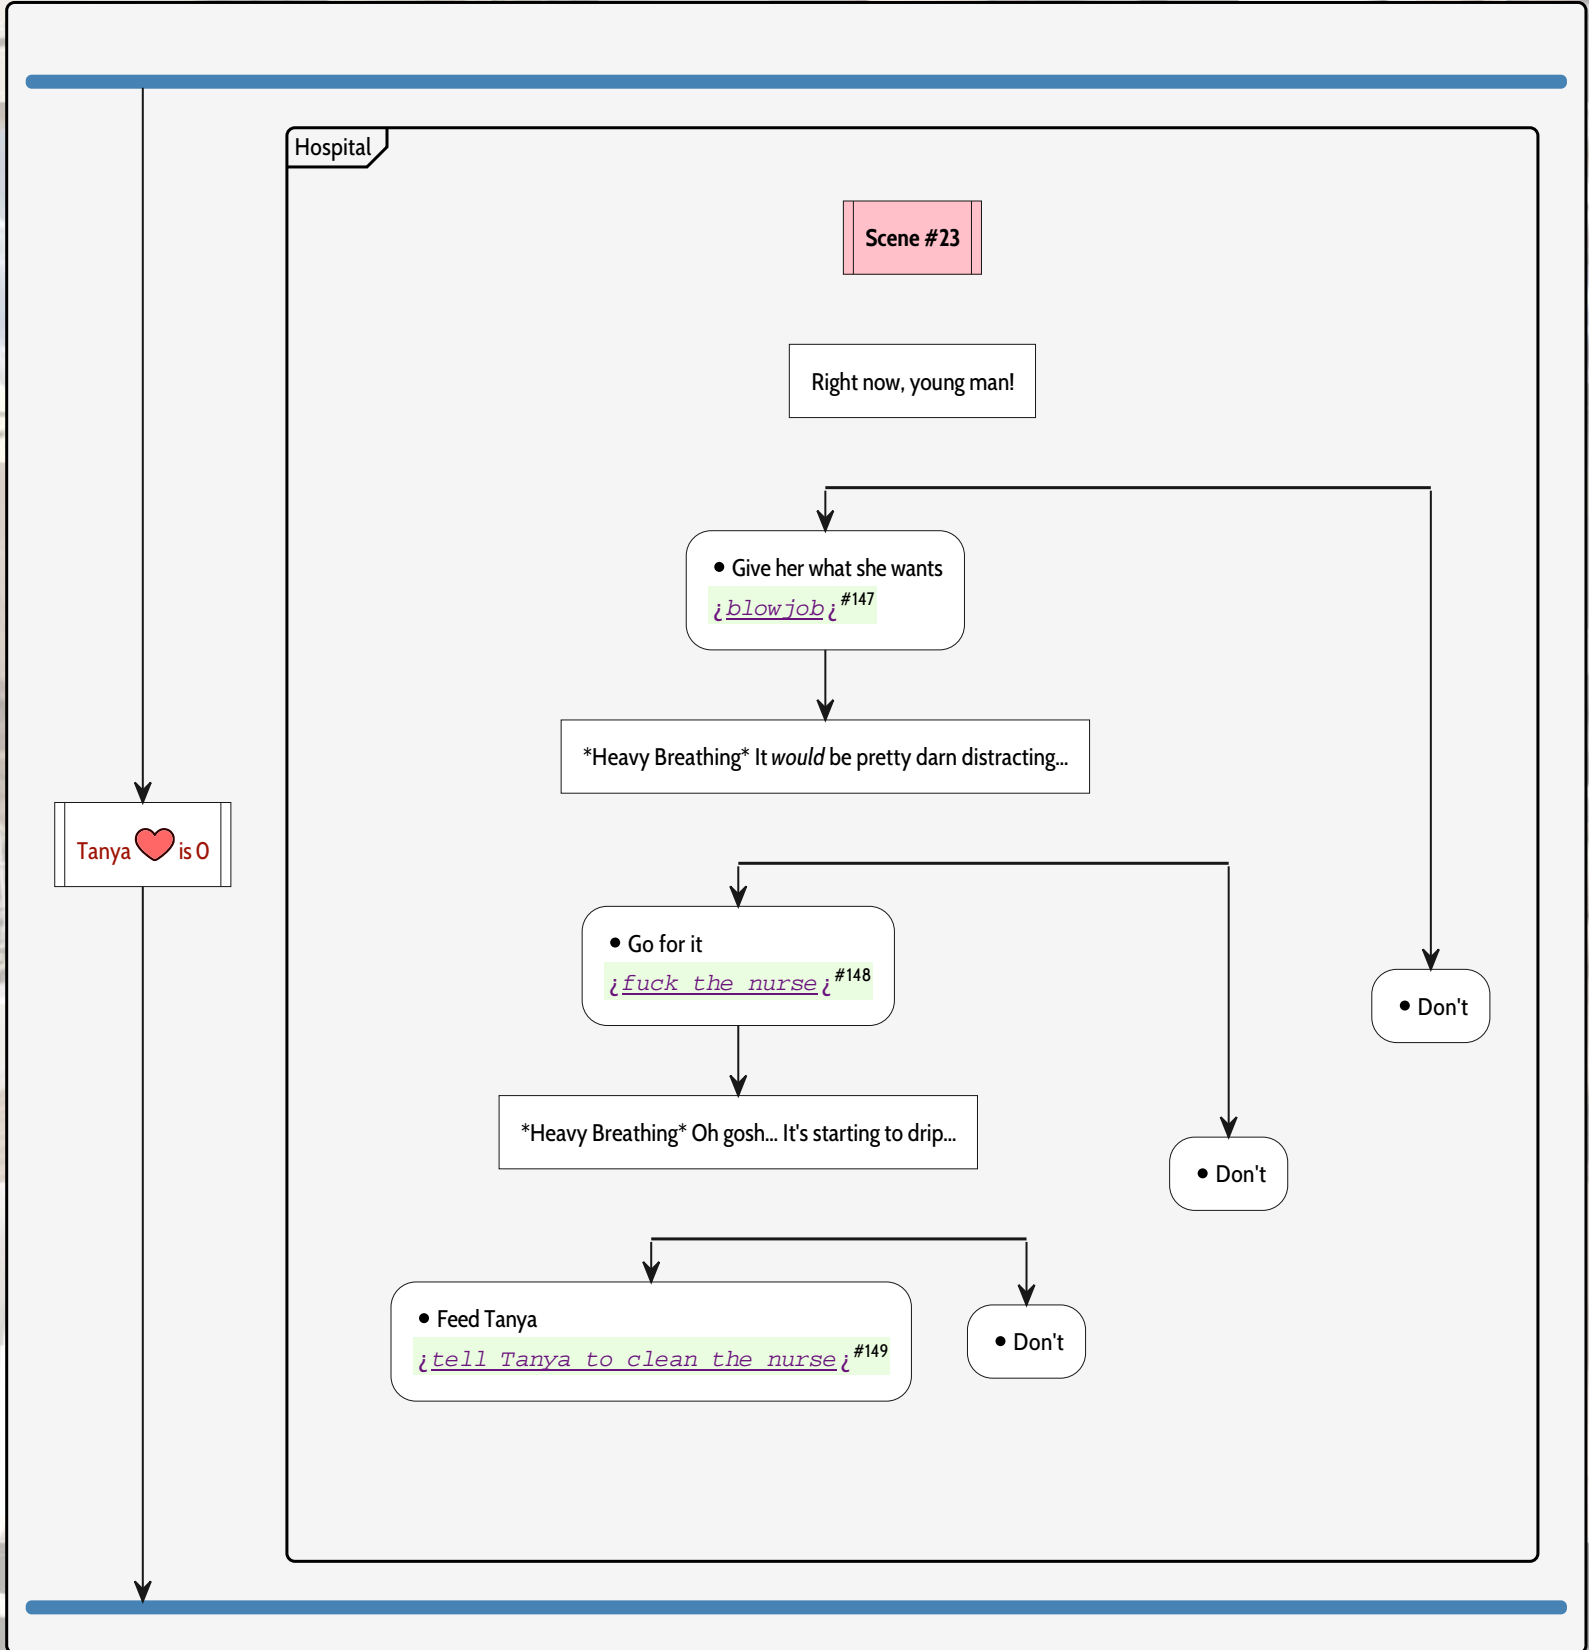 Hospital
Scene #23
Right now, young man!
• Give her what she wants
¿blowjob¿#147
*Heavy Breathing* It would be pretty darn distracting...
Tanya ❤ is 0
• Go for it
¿fuck the nurse¿#148
• Don't
*Heavy Breathing* Oh gosh... It's starting to drip...
• Don't
• Feed Tanya
¿tell Tanya to clean the nurse¿#149
• Don't